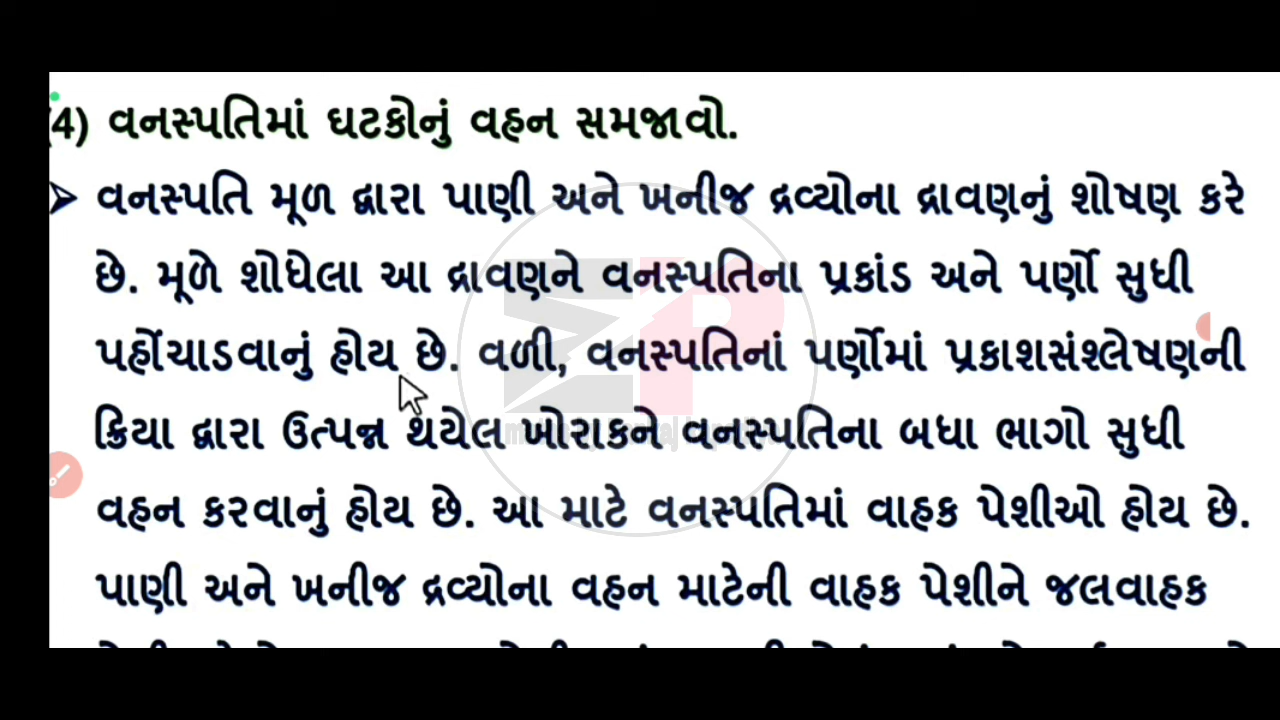 (4) વનસ્પતિમાં ઘટકોનું વહન સમજાવો.
➢ વનસ્પતિ મૂળ દ્વારા પાણી અને ખનીજ દ્રવ્યોના દ્રાવણનું શોષણ કરે
છે. મૂળે શોધેલા આ દ્રાવણને વનસ્પતિના પ્રકાંડ અને પર્ણો સુધી
પહોંચાડવાનું હોય છે. વળી, વનસ્પતિનાં પર્ણોમાં પ્રકાશસંશ્લેષણની
ક્રિયા દ્વારા ઉત્પન્ન થયેલ ખોરાકને વનસ્પતિના બધા ભાગો સુધી
વહન કરવાનું હોય છે. આ માટે વનસ્પતિમાં વાહક પેશીઓ હોય છે.
પાણી અને ખનીજ દ્રવ્યોના વહન માટેની વાહક પેશીને જલવાહક